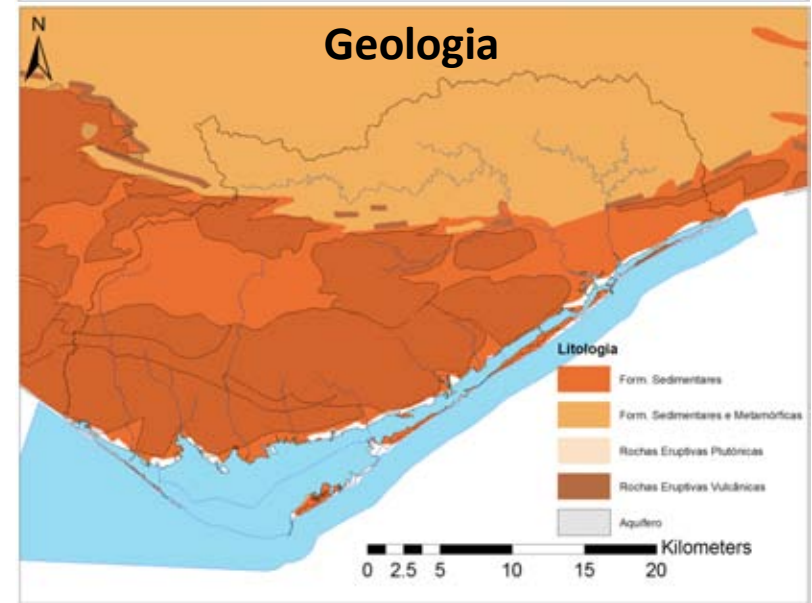 Geologia
N
Litologia
Form. Sedimentares
Form. Sedimentares e Metamórficas
Rochas Eruptivas Plutónicas
Rochas Eruptivas Vulcânicas
Aquífero
Kilometers
0 2.5 5 10 15 20